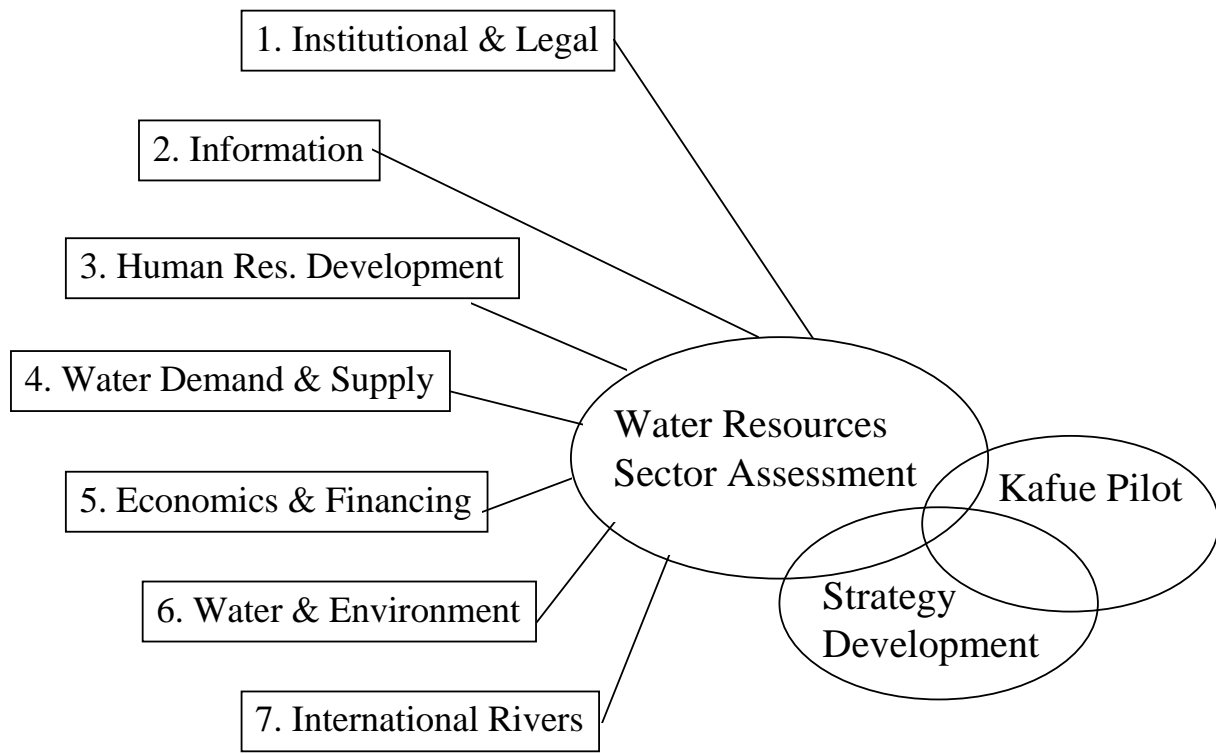 1. Institutional & Legal
2. Information
3. Human Res. Development
4. Water Demand & Supply
5. Economics & Financing
6. Water & Environment
7. International Rivers
Water Resources
Sector Assessment
Kafue Pilot
Strategy
Development